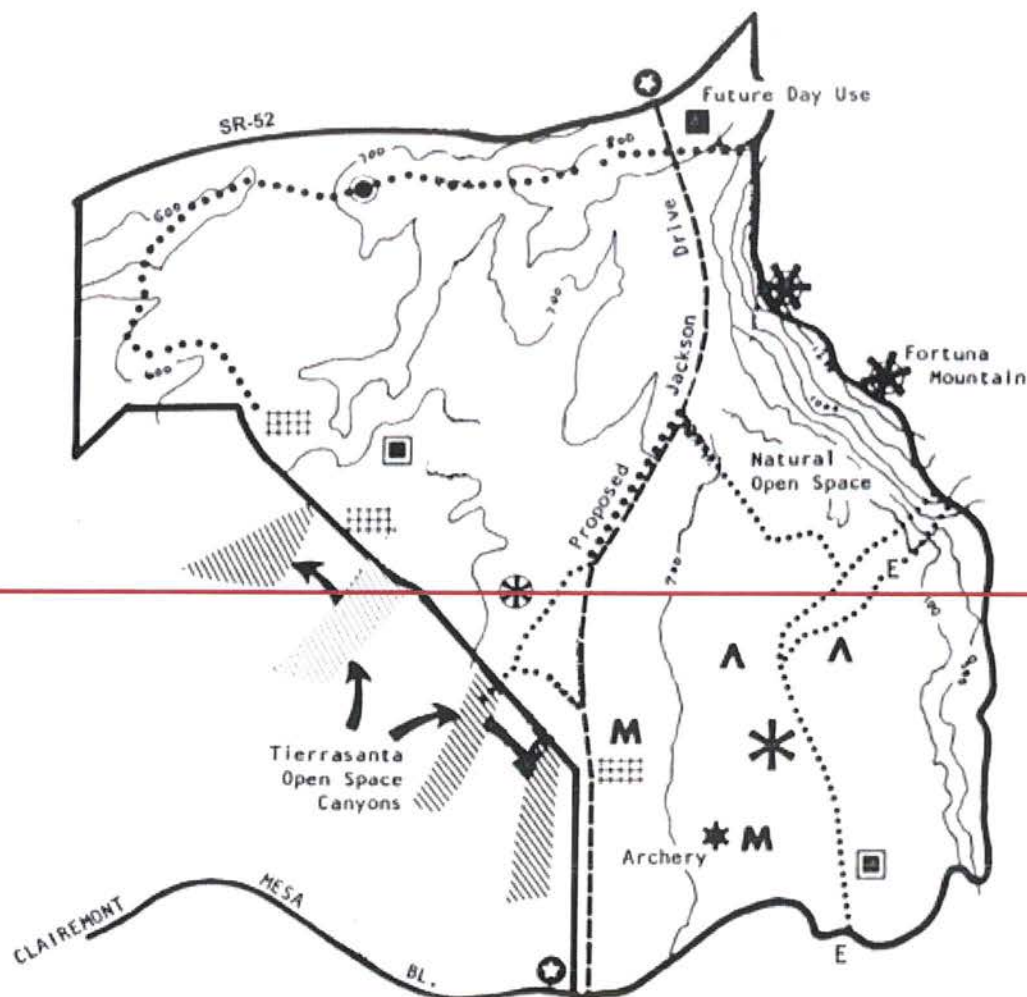 Future Day Use
SR-52
800
700
600
Drive
700
Fortuna
Mountain
600
Jackson
Natural
Open Space
Proposed
E
700
Tierrasanta
Open Space
Canyons
M
Archery
M
CLAIREMONT
MESA
BL.
E